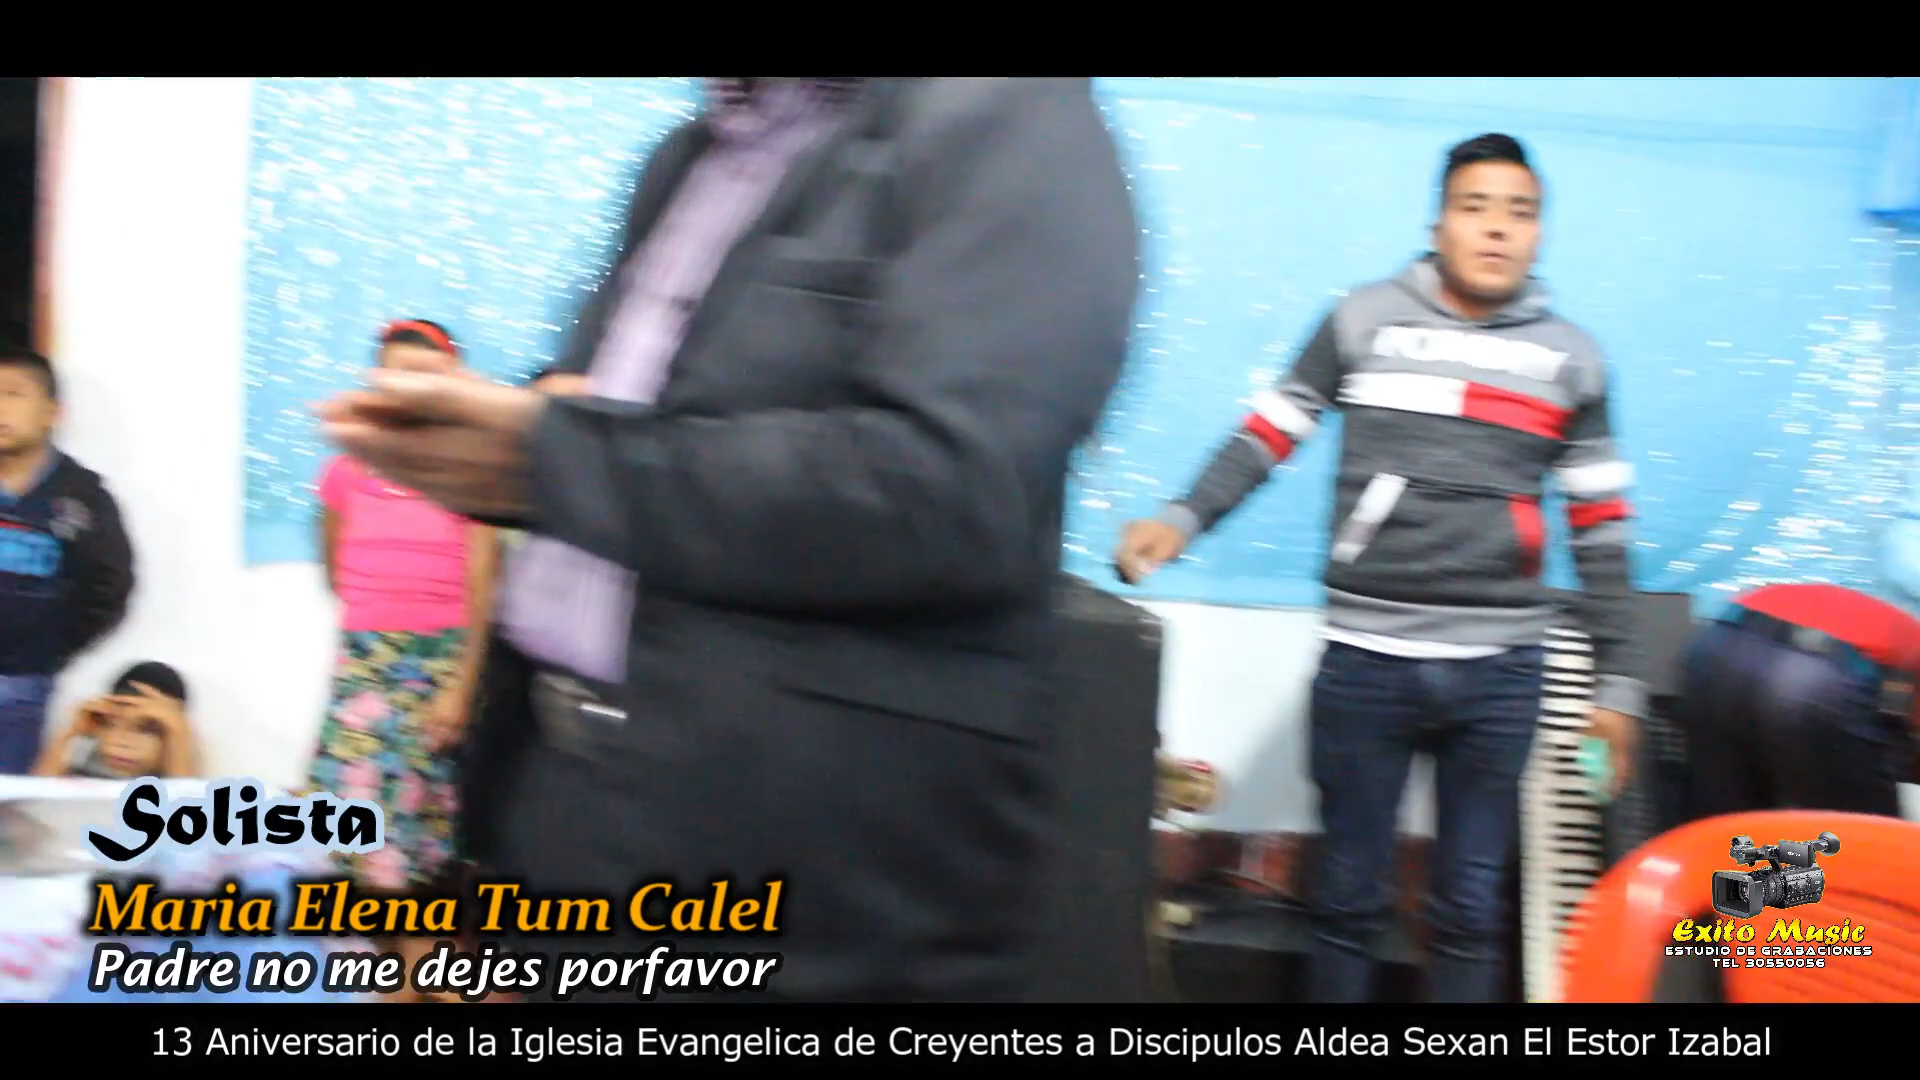 Solista
Maria Elena Tum Calel
Padre no me dejes porfavor
Exito Music
ESTUDIO DE GRABACIONES
TEL 30550056
13 Aniversario de la Iglesia Evangelica de Creyentes a Discipulos Aldea Sexan El Estor Izabal